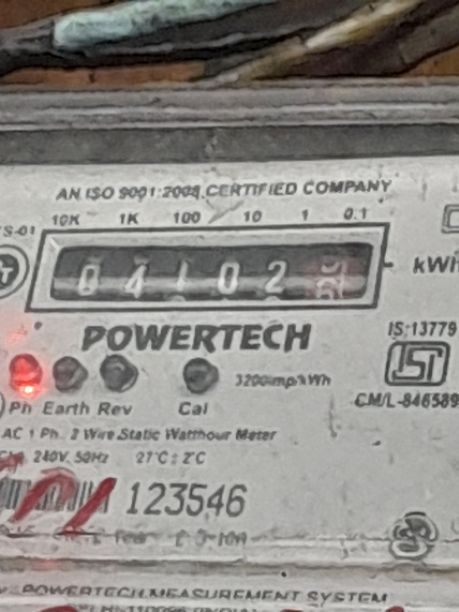 AN ISO 9001:2008 CERTIFIED COMPANY
10K 1K 100 10 1 0.1
S-01
0 4 1 0 2
kWh
POWERTECH
IS:13779
3200imp/kWh
CM/L-846589
Ph Earth Rev Cal
AC 1 Ph. 2 Wire Static Watthour Meter
240V, 50Hz 27°C ± 2°C
123546
POWERTECH MEASUREMENT SYSTEM